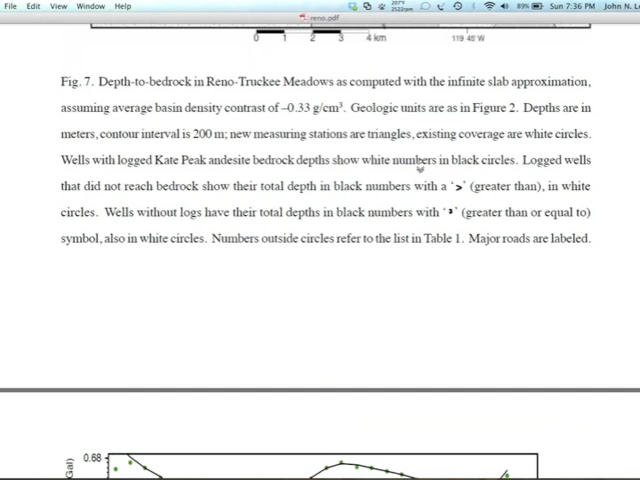 File Edit View Window Help 207°F 2522rpm 89% Sun 7:36 PM John N. L
reno.pdf
0 1 2 3 4 km 119 45' W
Fig. 7. Depth-to-bedrock in Reno-Truckee Meadows as computed with the infinite slab approximation,
assuming average basin density contrast of –0.33 g/cm³. Geologic units are as in Figure 2. Depths are in
meters, contour interval is 200 m; new measuring stations are triangles, existing coverage are white circles.
Wells with logged Kate Peak andesite bedrock depths show white numbers in black circles. Logged wells
that did not reach bedrock show their total depth in black numbers with a ‘>’ (greater than), in white
circles. Wells without logs have their total depths in black numbers with ‘³’ (greater than or equal to)
symbol, also in white circles. Numbers outside circles refer to the list in Table 1. Major roads are labeled.
0.68
Gal)